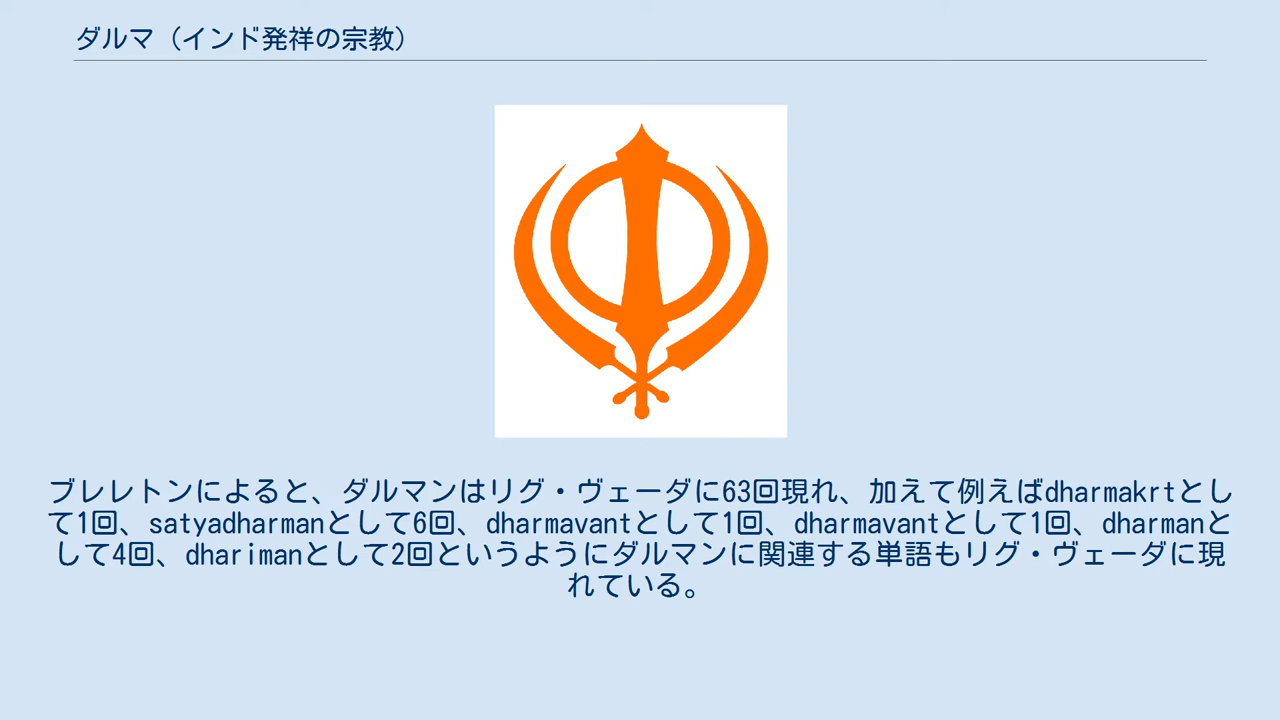 ダルマ（インド発祥の宗教）
ブレレトンによると、ダルマンはリグ・ヴェーダに63回現れ、加えて例えばdharmakrtとし
て1回、satyadharmanとして6回、dharmavantとして1回、dharmavantとして1回、dharmanと
して4回、dharimanとして2回というようにダルマンに関連する単語もリグ・ヴェーダに現
れている。